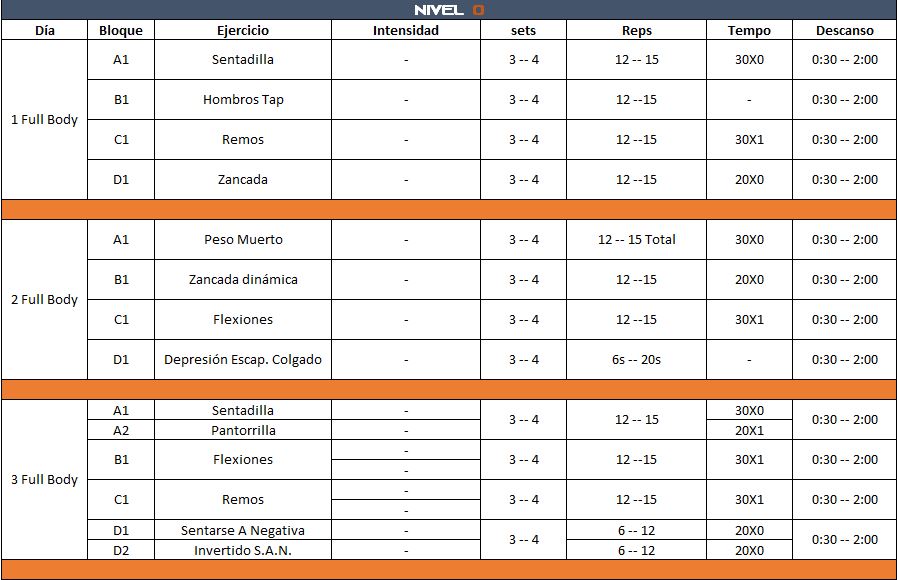 NIVEL 0
Día Bloque Ejercicio Intensidad sets Reps Tempo Descanso
1 Full Body
A1 Sentadilla - 3 -- 4 12 -- 15 30X0 0:30 -- 2:00
B1 Hombros Tap - 3 -- 4 12 --15 - 0:30 -- 2:00
C1 Remos - 3 -- 4 12 --15 30X1 0:30 -- 2:00
D1 Zancada - 3 -- 4 12 --15 20X0 0:30 -- 2:00
2 Full Body
A1 Peso Muerto - 3 -- 4 12 -- 15 Total 30X0 0:30 -- 2:00
B1 Zancada dinámica - 3 -- 4 12 --15 20X0 0:30 -- 2:00
C1 Flexiones - 3 -- 4 12 --15 30X1 0:30 -- 2:00
D1 Depresión Escap. Colgado - 3 -- 4 6s -- 20s - 0:30 -- 2:00
3 Full Body
A1 Sentadilla - 3 -- 4 12 -- 15 30X0 0:30 -- 2:00
A2 Pantorrilla - 20X1
B1 Flexiones - - 3 -- 4 12 --15 30X1 0:30 -- 2:00
C1 Remos - - 3 -- 4 12 --15 30X1 0:30 -- 2:00
D1 Sentarse A Negativa - 3 -- 4 6 -- 12 20X0 0:30 -- 2:00
D2 Invertido S.A.N. - 6 -- 12 20X0